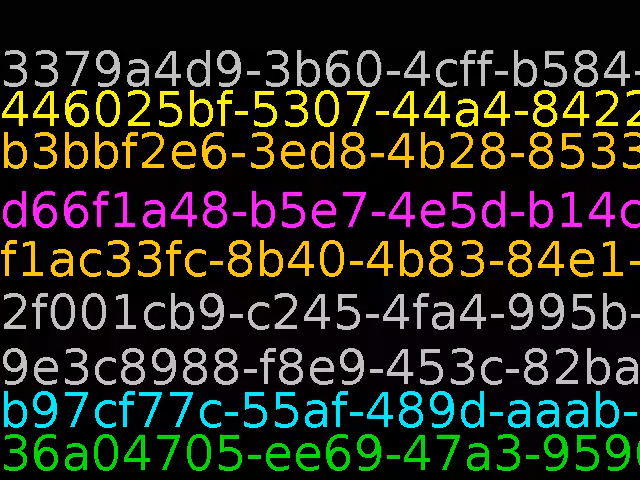 3379a4d9-3b60-4cff-b584-
446025bf-5307-44a4-8422
b3bbf2e6-3ed8-4b28-8533
d66f1a48-b5e7-4e5d-b14c
f1ac33fc-8b40-4b83-84e1-
2f001cb9-c245-4fa4-995b-
9e3c8988-f8e9-453c-82ba
b97cf77c-55af-489d-aaab-
36a04705-ee69-47a3-9596